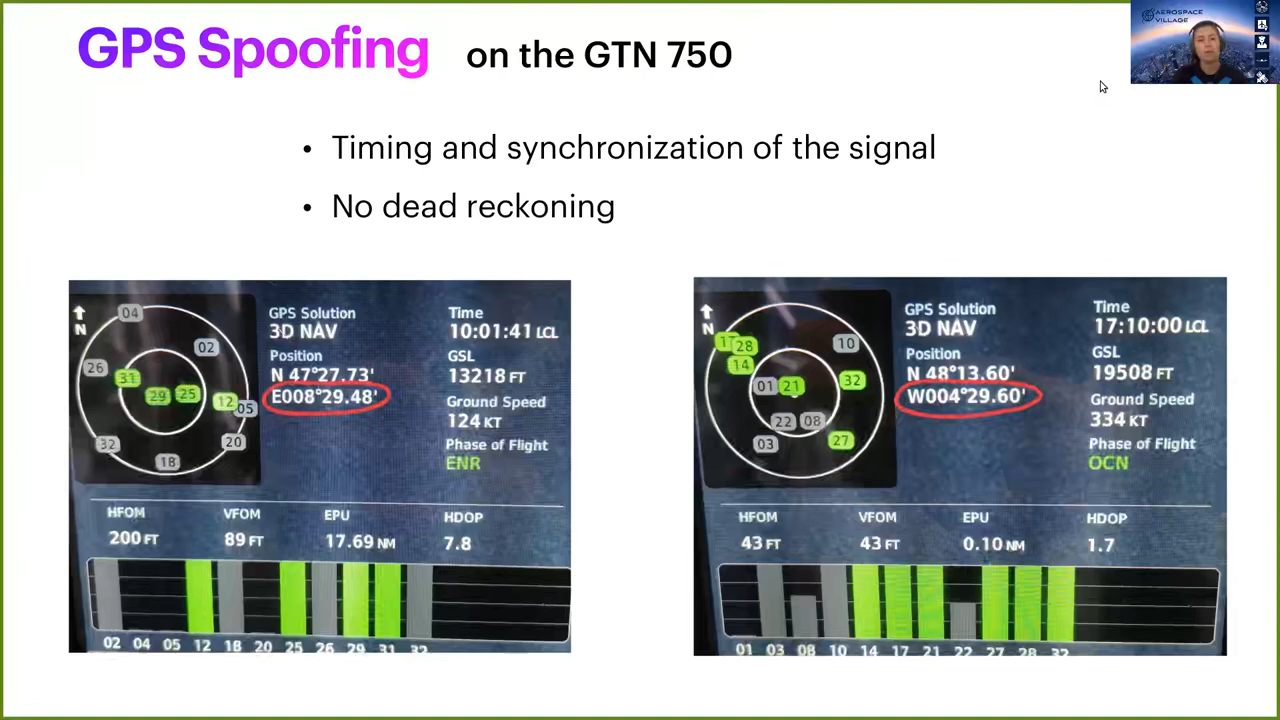 GPS Spoofing on the GTN 750
AEROSPACE
VILLAGE
• Timing and synchronization of the signal
• No dead reckoning
N
04
02
26
31
29
25
12
05
32
20
18
GPS Solution
3D NAV
Position
N 47°27.73'
E008°29.48'
Time
10:01:41 LCL
GSL
13218 FT
Ground Speed
124 KT
Phase of Flight
ENR
HFOM VFOM EPU HDOP
200 FT 89 FT 17.69 NM 7.8
02 04 05 12 18 20 25 26 29 31 32
N
28
14
10
01
21
32
22
08
03
27
GPS Solution
3D NAV
Position
N 48°13.60'
W004°29.60'
Time
17:10:00 LCL
GSL
19508 FT
Ground Speed
334 KT
Phase of Flight
OCN
HFOM VFOM EPU HDOP
43 FT 43 FT 0.10 NM 1.7
01 03 08 10 14 17 21 22 27 28 32